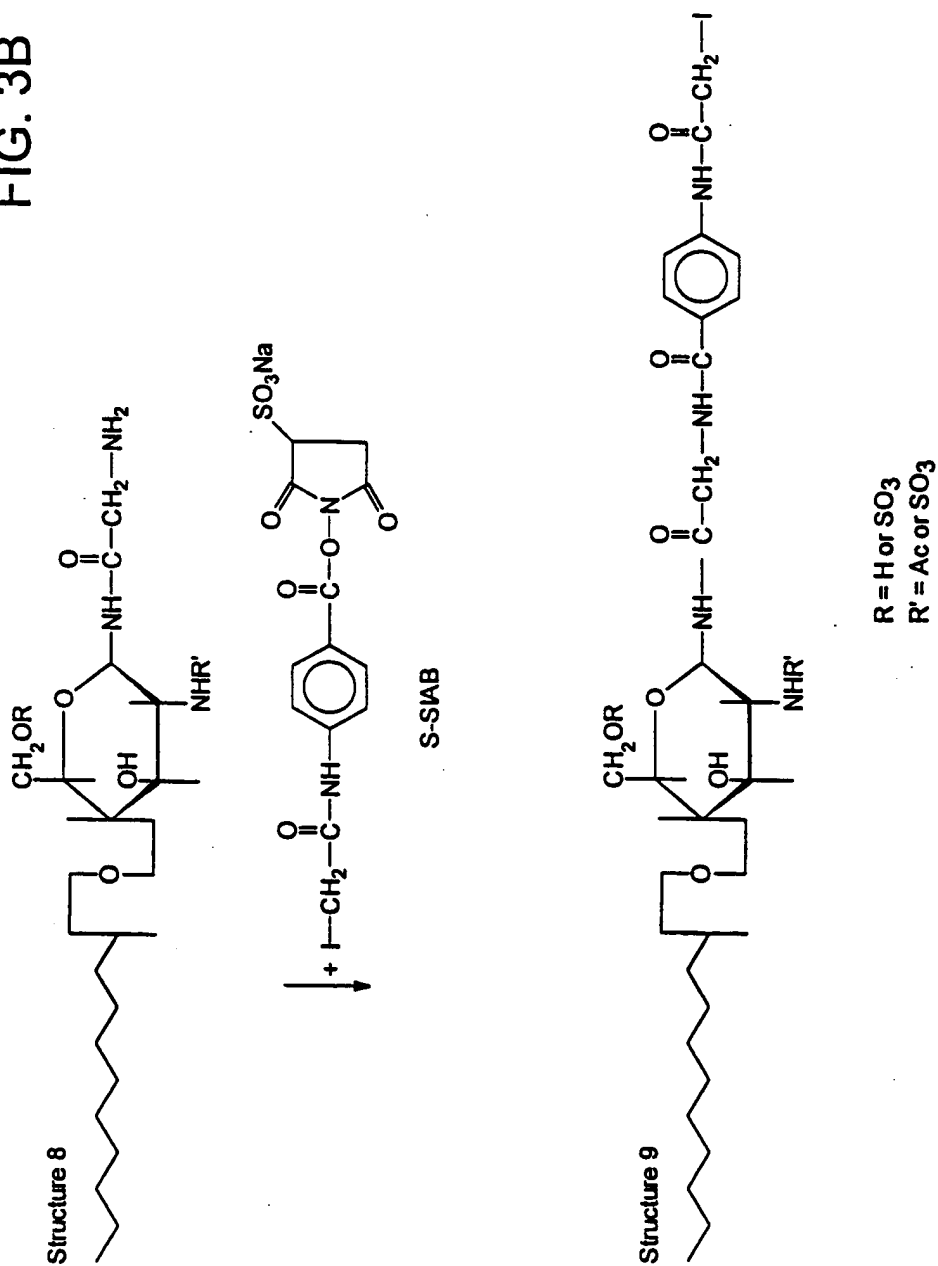 FIG. 3B
Structure 8
CH2OR
O
O
OH
NHR'
NH—C—CH2—NH2
O
+ I—CH2—C—NH
O
C—O—N
O
O
O
SO3Na
S-SIAB
Structure 9
CH2OR
O
O
OH
NHR'
NH—C—CH2—NH—C
O
O
NH—C—CH2—I
O
R = H or SO3
R' = Ac or SO3